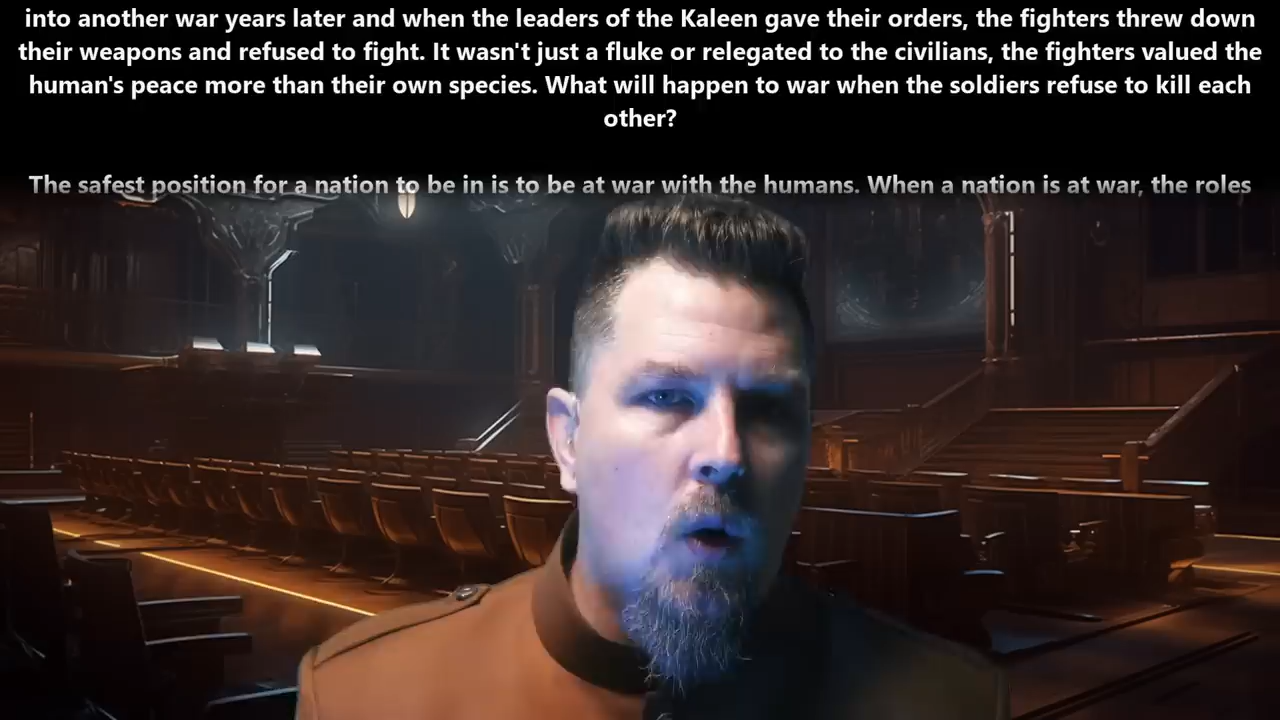 into another war years later and when the leaders of the Kaleen gave their orders, the fighters threw down
their weapons and refused to fight. It wasn't just a fluke or relegated to the civilians, the fighters valued the
human's peace more than their own species. What will happen to war when the soldiers refuse to kill each
other?
The safest position for a nation to be in is to be at war with the humans. When a nation is at war, the roles